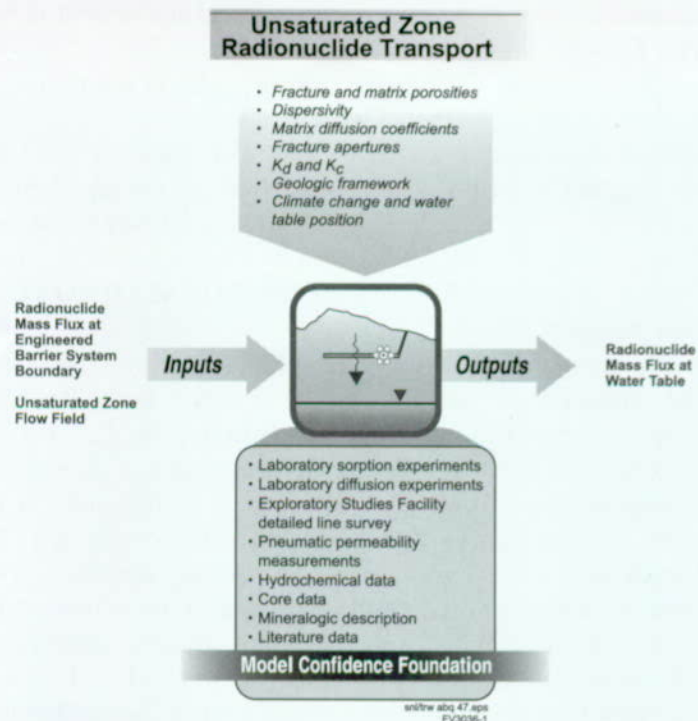 Unsaturated Zone
Radionuclide Transport
• Fracture and matrix porosities
• Dispersivity
• Matrix diffusion coefficients
• Fracture apertures
• Kd and Kc
• Geologic framework
• Climate change and water
table position
Radionuclide
Mass Flux at
Engineered
Barrier System
Boundary
Unsaturated Zone
Flow Field
Inputs
Outputs
Radionuclide
Mass Flux at
Water Table
• Laboratory sorption experiments
• Laboratory diffusion experiments
• Exploratory Studies Facility
detailed line survey
• Pneumatic permeability
measurements
• Hydrochemical data
• Core data
• Mineralogic description
• Literature data
Model Confidence Foundation
snl/trw abq 47.eps
FV3036-1